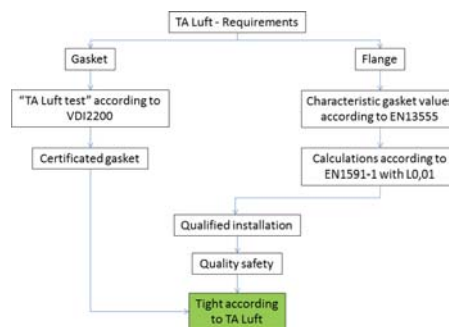 TA Luft - Requirements
Gasket
Flange
“TA Luft test” according to
VDI2200
Characteristic gasket values
according to EN13555
Certificated gasket
Calculations according to
EN1591-1 with L0,01
Qualified installation
Quality safety
Tight according
to TA Luft